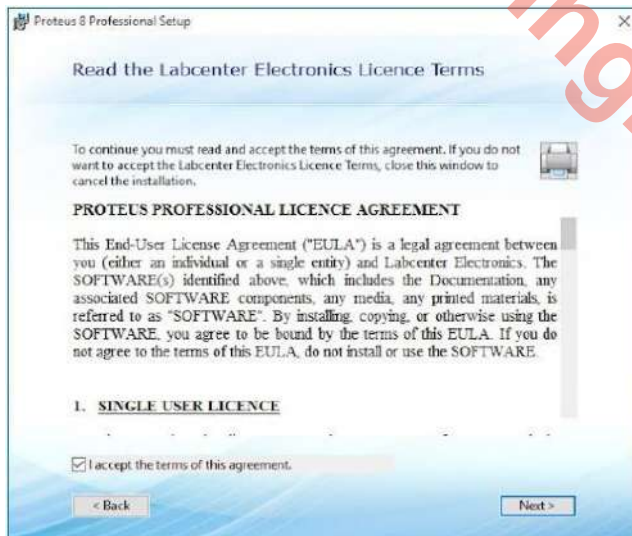 Proteus 8 Professional Setup
Read the Labcenter Electronics Licence Terms
To continue you must read and accept the terms of this agreement. If you do not
want to accept the Labcenter Electronics Licence Terms, close this window to
cancel the installation.
PROTEUS PROFESSIONAL LICENCE AGREEMENT
This End-User License Agreement ("EULA") is a legal agreement between
you (either an individual or a single entity) and Labcenter Electronics. The
SOFTWARE(s) identified above, which includes the Documentation, any
associated SOFTWARE components, any media, any printed materials, is
referred to as "SOFTWARE". By installing, copying, or otherwise using the
SOFTWARE, you agree to be bound by the terms of this EULA. If you do
not agree to the terms of this EULA, do not install or use the SOFTWARE.
1. SINGLE USER LICENCE
I accept the terms of this agreement.
< Back
Next >